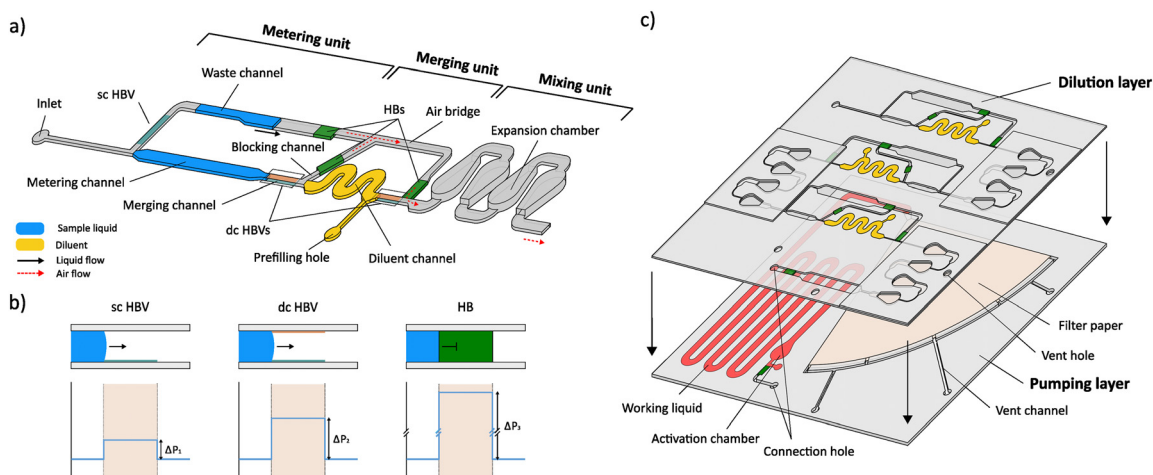 a)
Metering unit
Merging unit
Mixing unit
Waste channel
sc HBV
Inlet
HBs
Air bridge
Expansion chamber
Blocking channel
Metering channel
Merging channel
dc HBVs
Prefilling hole
Diluent channel
Sample liquid
Diluent
Liquid flow
Air flow
b)
sc HBV
dc HBV
HB
ΔP₁
ΔP₂
ΔP₃
c)
Dilution layer
Filter paper
Vent hole
Pumping layer
Vent channel
Working liquid
Activation chamber
Connection hole